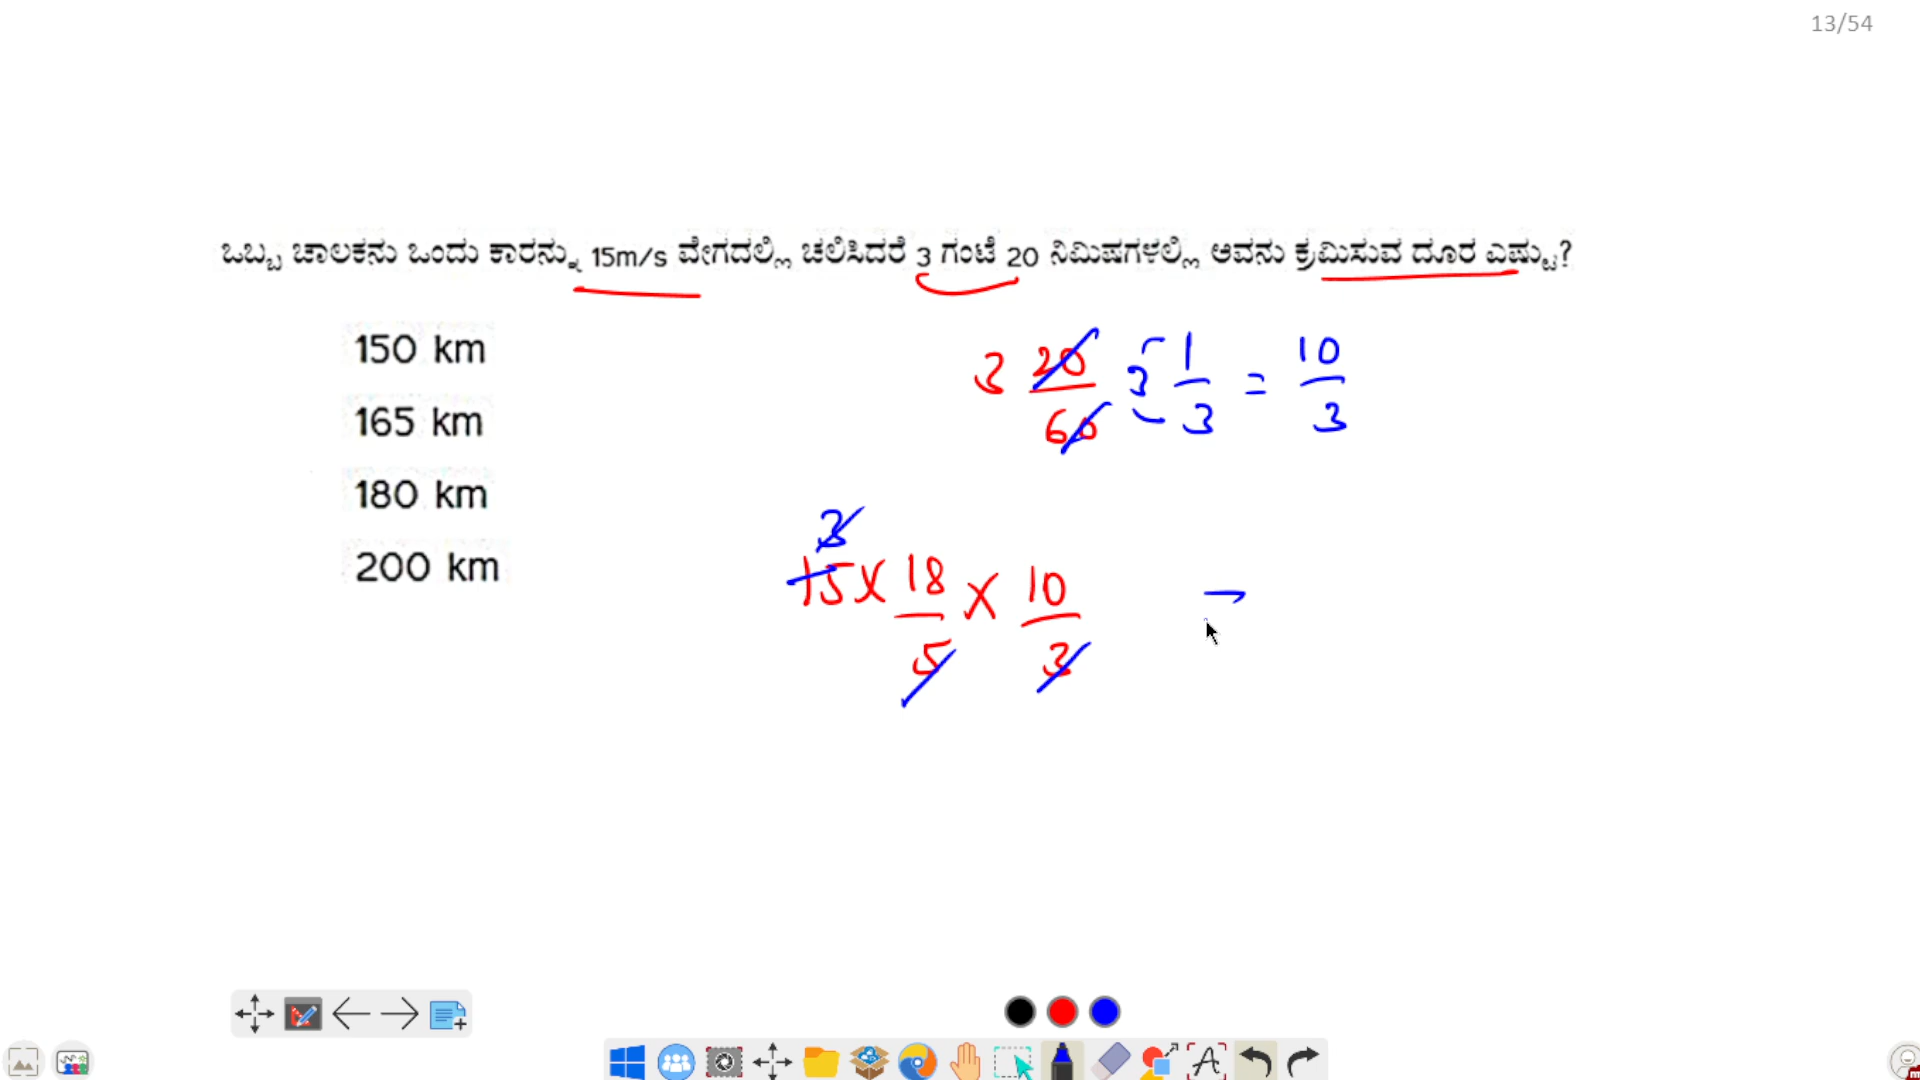 13/54
ಒಬ್ಬ ಚಾಲಕನು ಒಂದು ಕಾರನ್ನು 15m/s ವೇಗದಲ್ಲಿ ಚಲಿಸಿದರೆ 3 ಗಂಟೆ 20 ನಿಮಿಷಗಳಲ್ಲಿ ಅವನು ಕ್ರಮಿಸುವ ದೂರ ಎಷ್ಟು?
150 km
165 km
180 km
200 km
3 20/60 3 1/3 = 10/3
3
15 X 18/5 X 10/3